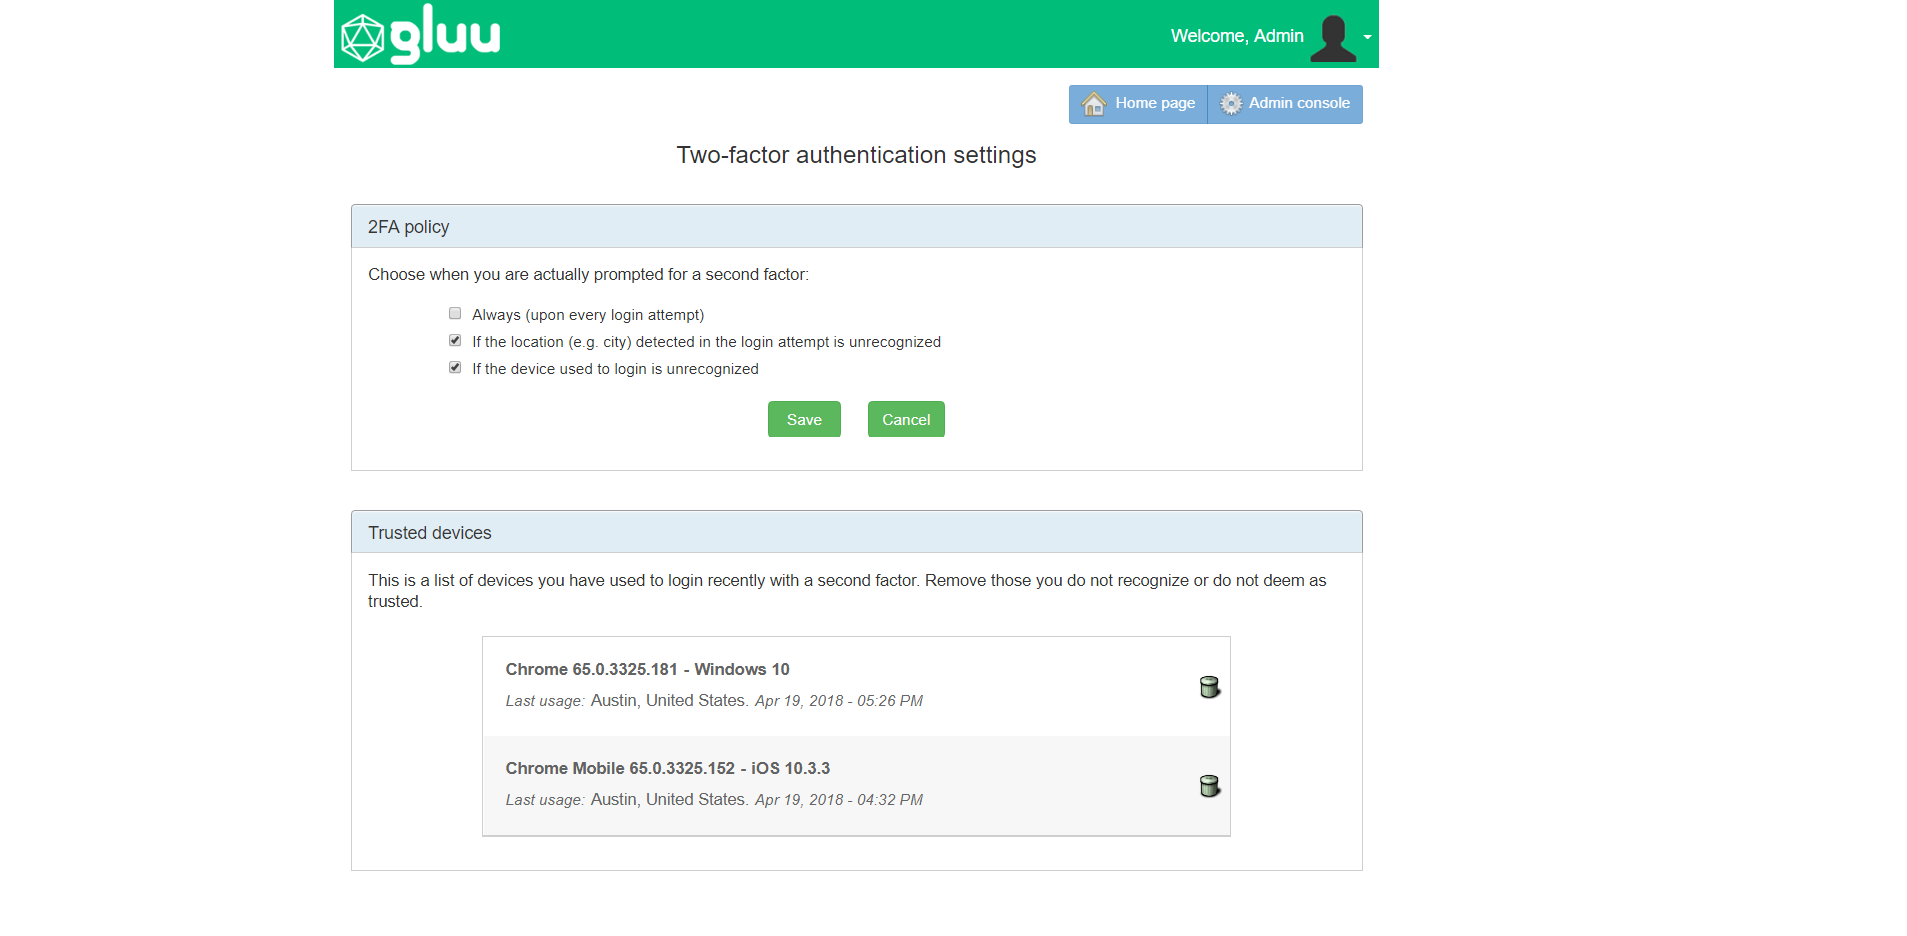 gluu
Welcome, Admin
Home page
Admin console
Two-factor authentication settings
2FA policy
Choose when you are actually prompted for a second factor:
Always (upon every login attempt)
If the location (e.g. city) detected in the login attempt is unrecognized
If the device used to login is unrecognized
Save
Cancel
Trusted devices
This is a list of devices you have used to login recently with a second factor. Remove those you do not recognize or do not deem as
trusted.
Chrome 65.0.3325.181 - Windows 10
Last usage: Austin, United States. Apr 19, 2018 - 05:26 PM
Chrome Mobile 65.0.3325.152 - iOS 10.3.3
Last usage: Austin, United States. Apr 19, 2018 - 04:32 PM